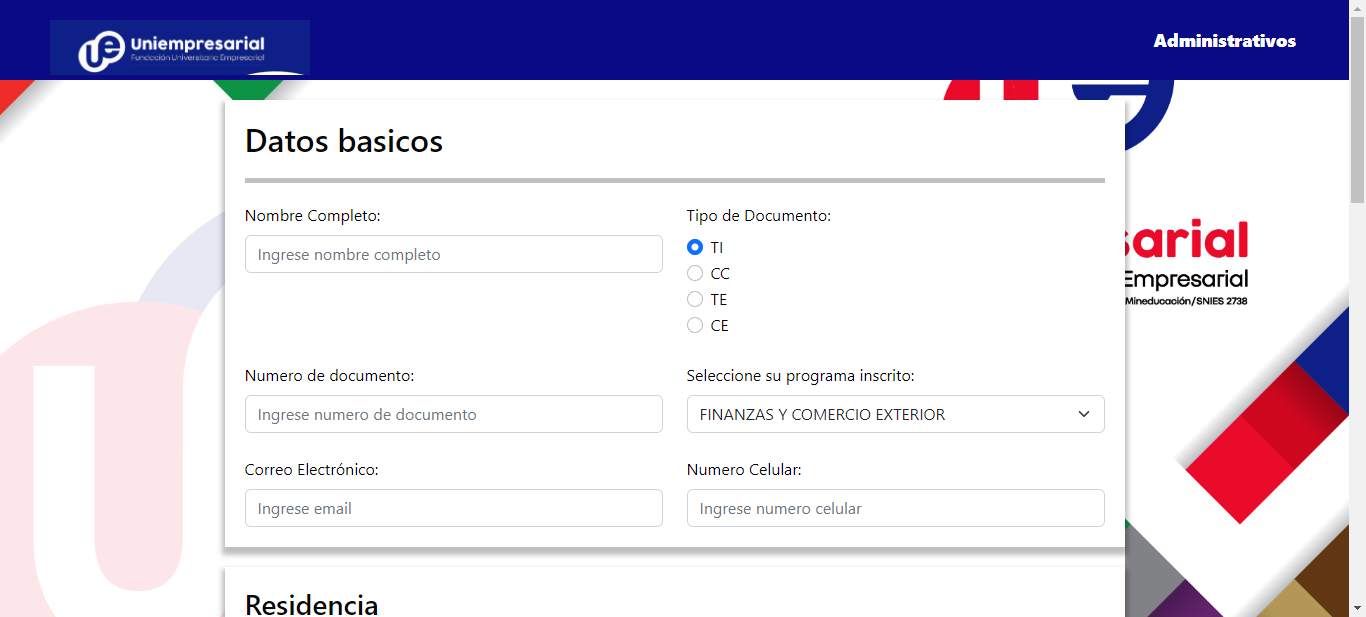 Uniempresarial
Fundación Universitaria Empresarial
Administrativos
Datos basicos
Nombre Completo:
Ingrese nombre completo
Tipo de Documento:
TI
CC
TE
CE
Numero de documento:
Ingrese numero de documento
Seleccione su programa inscrito:
FINANZAS Y COMERCIO EXTERIOR
Correo Electrónico:
Ingrese email
Numero Celular:
Ingrese numero celular
sarial
Empresarial
Mineducación/SNIES 2738
Residencia